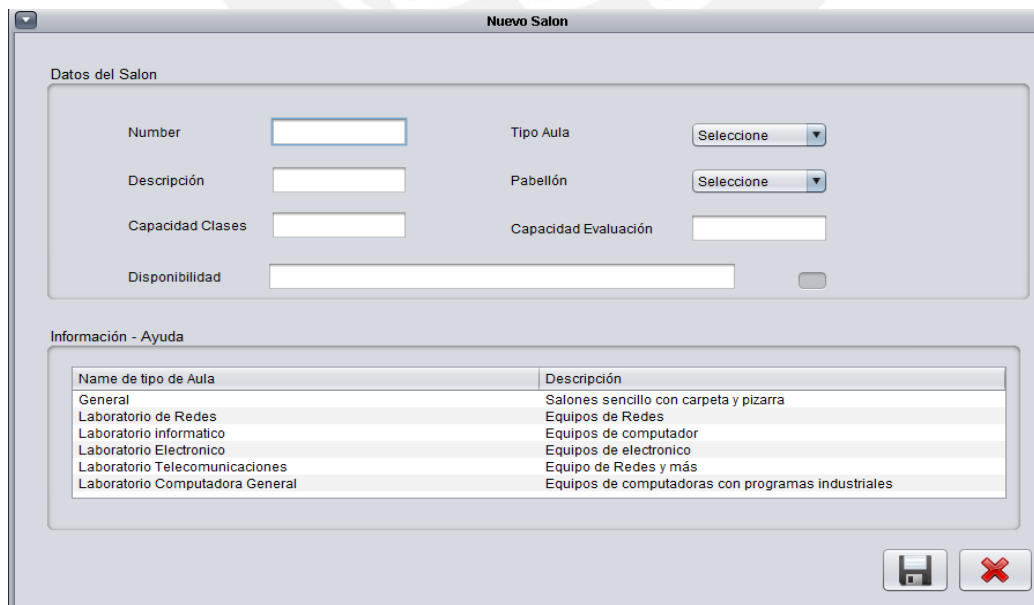 Nuevo Salon
Datos del Salon
Number
Tipo Aula
Seleccione
Descripción
Pabellón
Seleccione
Capacidad Clases
Capacidad Evaluación
Disponibilidad
Información - Ayuda
Name de tipo de Aula Descripción
General Salones sencillo con carpeta y pizarra
Laboratorio de Redes Equipos de Redes
Laboratorio informatico Equipos de computador
Laboratorio Electronico Equipos de electronico
Laboratorio Telecomunicaciones Equipo de Redes y más
Laboratorio Computadora General Equipos de computadoras con programas industriales